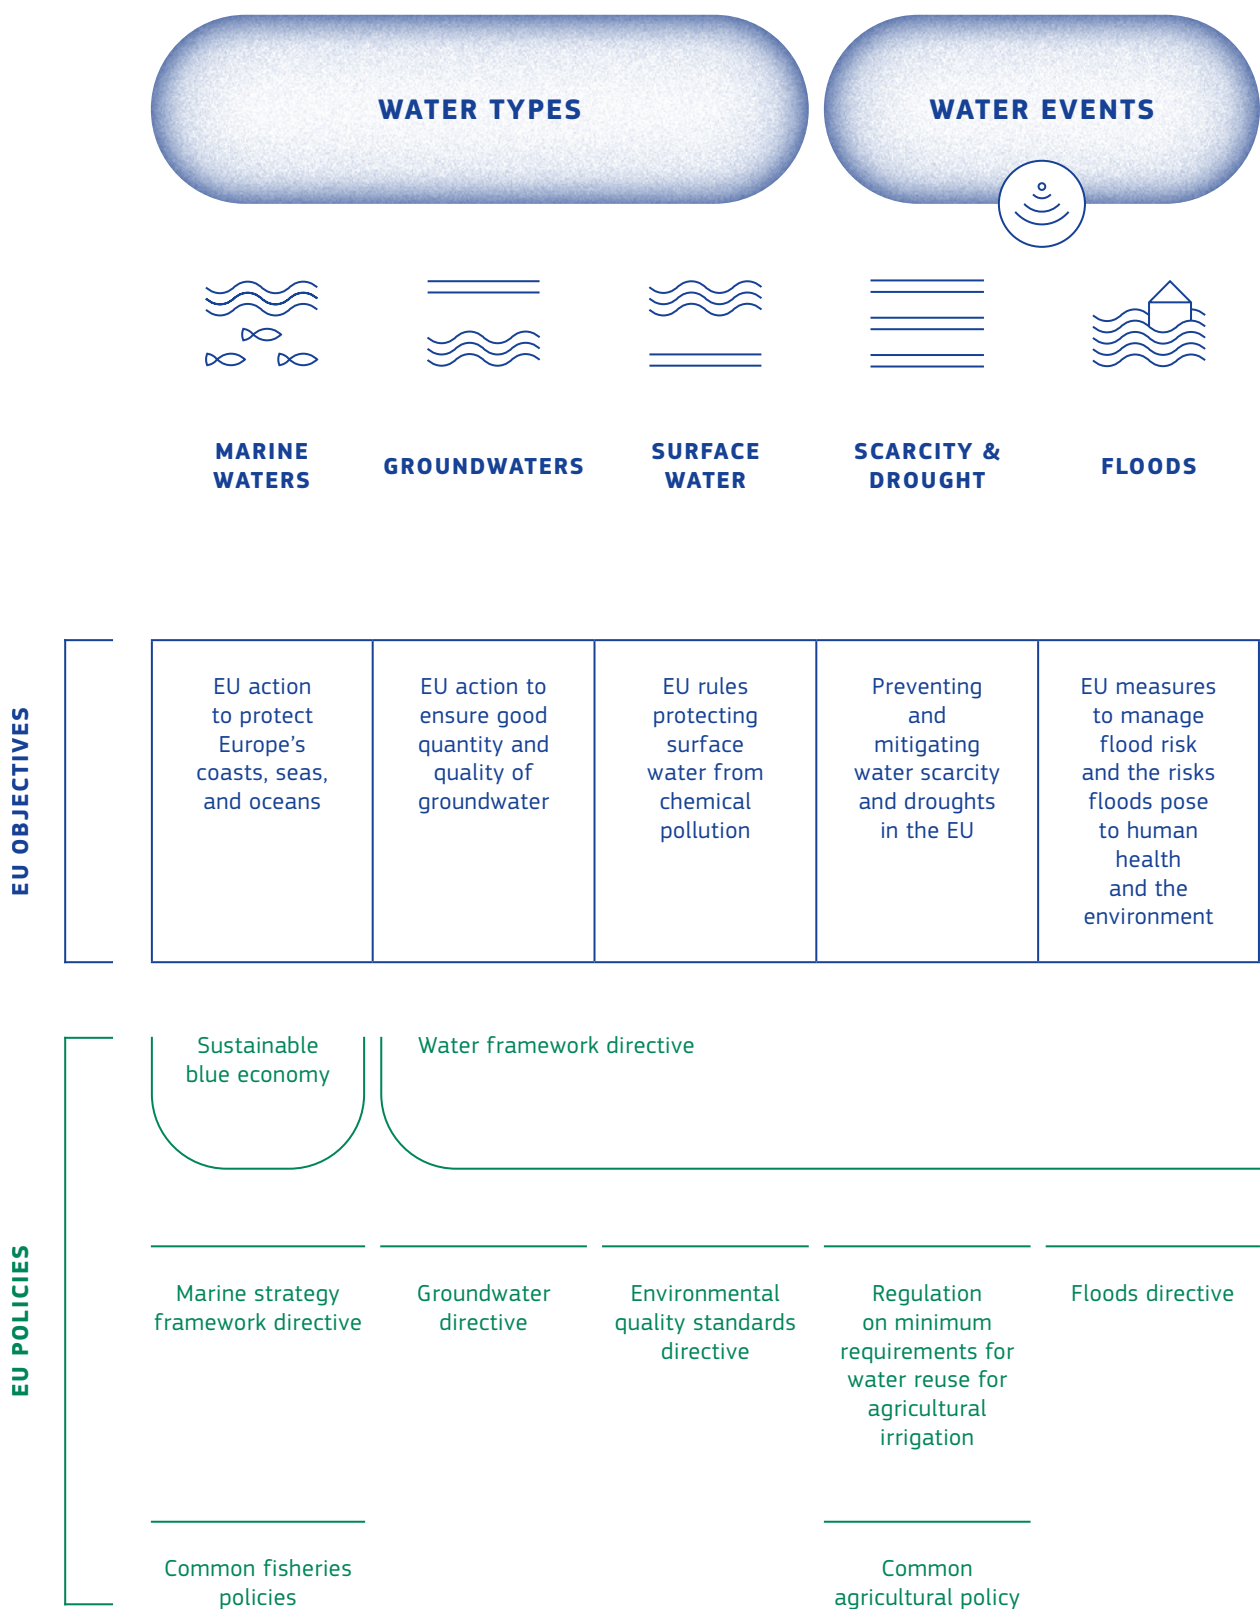 WATER TYPES
WATER EVENTS
MARINE
WATERS
GROUNDWATERS
SURFACE
WATER
SCARCITY &
DROUGHT
FLOODS
EU OBJECTIVES
EU action
to protect
Europe's
coasts, seas,
and oceans
EU action to
ensure good
quantity and
quality of
groundwater
EU rules
protecting
surface
water from
chemical
pollution
Preventing
and
mitigating
water scarcity
and droughts
in the EU
EU measures
to manage
flood risk
and the risks
floods pose
to human
health
and the
environment
EU POLICIES
Sustainable
blue economy
Water framework directive
Marine strategy
framework directive
Groundwater
directive
Environmental
quality standards
directive
Regulation
on minimum
requirements for
water reuse for
agricultural
irrigation
Floods directive
Common fisheries
policies
Common
agricultural policy